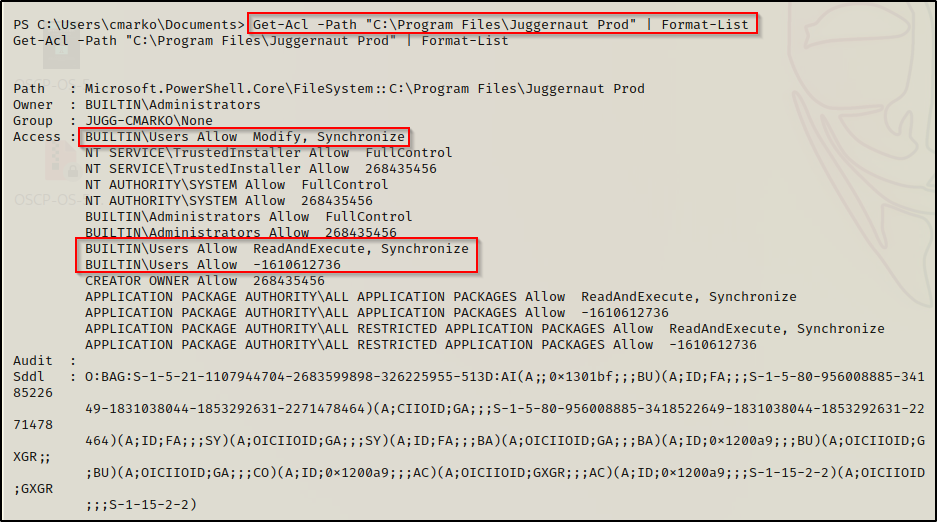 PS C:\Users\cmarko\Documents> Get-Acl -Path "C:\Program Files\Juggernaut Prod" | Format-List
Get-Acl -Path "C:\Program Files\Juggernaut Prod" | Format-List
Path   : Microsoft.PowerShell.Core\FileSystem::C:\Program Files\Juggernaut Prod
Owner  : BUILTIN\Administrators
Group  : JUGG-CMARKO\None
Access : BUILTIN\Users Allow  Modify, Synchronize
NT SERVICE\TrustedInstaller Allow  FullControl
NT SERVICE\TrustedInstaller Allow  268435456
NT AUTHORITY\SYSTEM Allow  FullControl
NT AUTHORITY\SYSTEM Allow  268435456
BUILTIN\Administrators Allow  FullControl
BUILTIN\Administrators Allow  268435456
BUILTIN\Users Allow  ReadAndExecute, Synchronize
BUILTIN\Users Allow  -1610612736
CREATOR OWNER Allow  268435456
APPLICATION PACKAGE AUTHORITY\ALL APPLICATION PACKAGES Allow  ReadAndExecute, Synchronize
APPLICATION PACKAGE AUTHORITY\ALL APPLICATION PACKAGES Allow  -1610612736
APPLICATION PACKAGE AUTHORITY\ALL RESTRICTED APPLICATION PACKAGES Allow  ReadAndExecute, Synchronize
APPLICATION PACKAGE AUTHORITY\ALL RESTRICTED APPLICATION PACKAGES Allow  -1610612736
Audit  :
Sddl   : O:BAG:S-1-5-21-1107944704-2683599898-326225955-513D:AI(A;;0×1301bf;;;BU)(A;ID;FA;;;S-1-5-80-956008885-341
85226
49-1831038044-1853292631-2271478464)(A;CIIOID;GA;;;S-1-5-80-956008885-3418522649-1831038044-1853292631-22
71478
464)(A;ID;FA;;;SY)(A;OICIIOID;GA;;;SY)(A;ID;FA;;;BA)(A;OICIIOID;GA;;;BA)(A;ID;0×1200a9;;;BU)(A;OICIIOID;G
XGR;;
;BU)(A;OICIIOID;GA;;;CO)(A;ID;0×1200a9;;;AC)(A;OICIIOID;GXGR;;;AC)(A;ID;0×1200a9;;;S-1-15-2-2)(A;OICIIOID
;GXGR
;;;S-1-15-2-2)